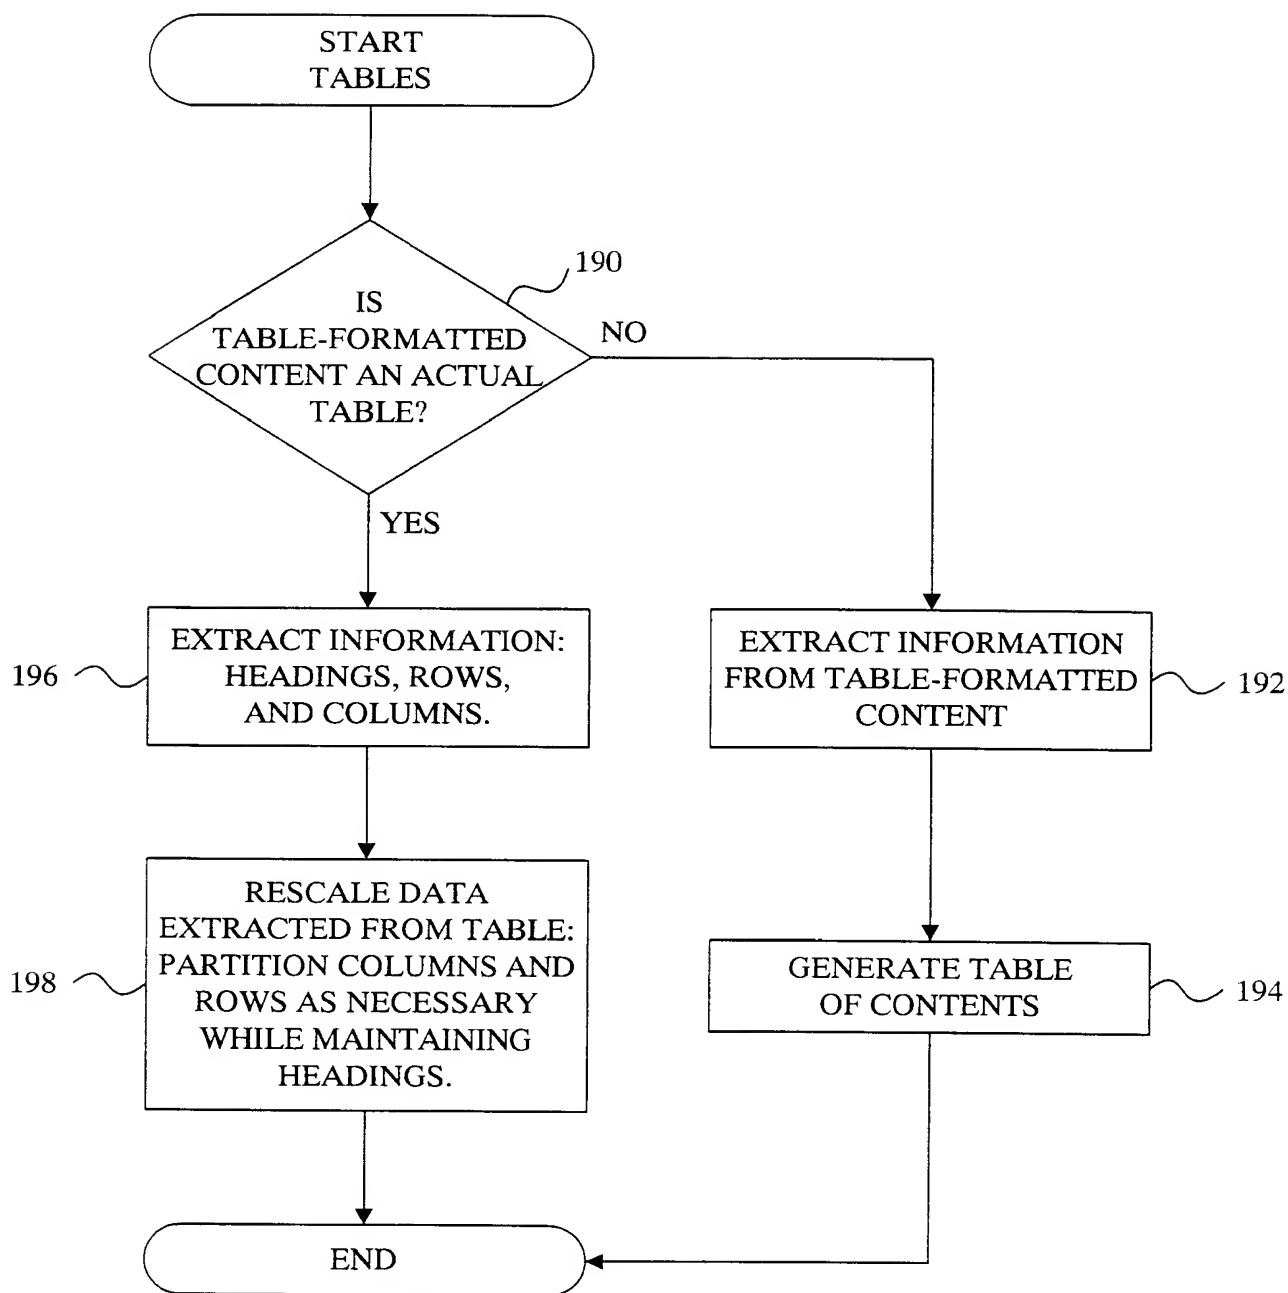 START
TABLES
190
IS
TABLE-FORMATTED
CONTENT AN ACTUAL
TABLE?
NO
YES
196
EXTRACT INFORMATION:
HEADINGS, ROWS,
AND COLUMNS.
EXTRACT INFORMATION
FROM TABLE-FORMATTED
CONTENT
192
198
RESCALE DATA
EXTRACTED FROM TABLE:
PARTITION COLUMNS AND
ROWS AS NECESSARY
WHILE MAINTAINING
HEADINGS.
GENERATE TABLE
OF CONTENTS
194
END